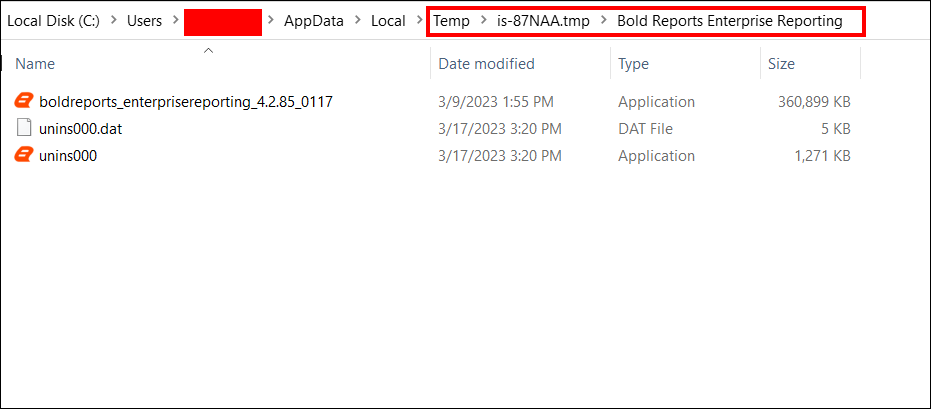 Local Disk (C:) > Users > > AppData > Local > Temp > is-87NAA.tmp > Bold Reports Enterprise Reporting
Name Date modified Type Size
boldreports_enterprisereporting_4.2.85_0117 3/9/2023 1:55 PM Application 360,899 KB
unins000.dat 3/17/2023 3:20 PM DAT File 5 KB
unins000 3/17/2023 3:20 PM Application 1,271 KB